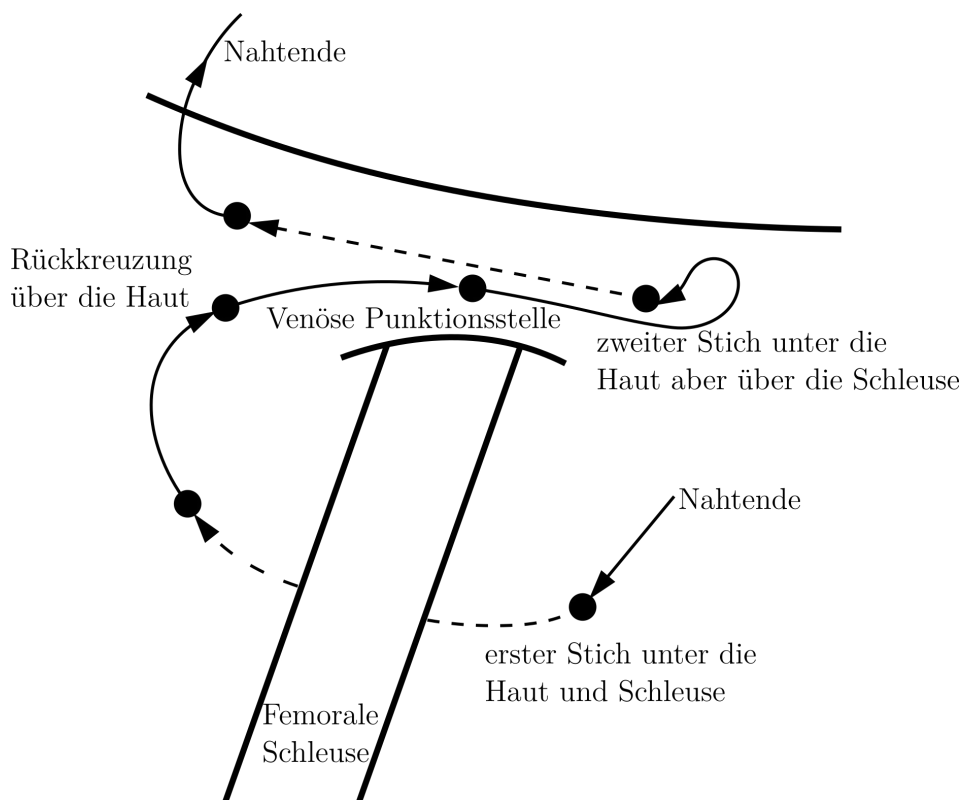 Nahtende
Rückkreuzung
über die Haut
Venöse Punktionsstelle
zweiter Stich unter die
Haut aber über die Schleuse
Nahtende
erster Stich unter die
Haut und Schleuse
Femorale
Schleuse